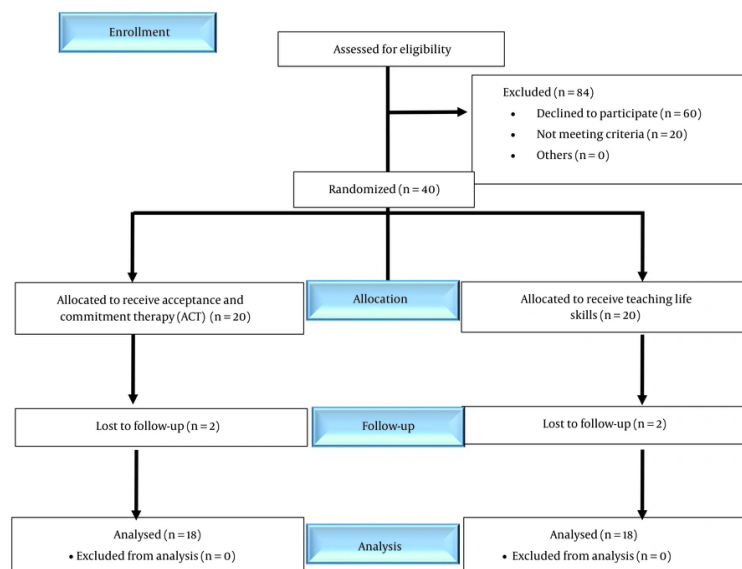 Enrollment
Assessed for eligibility
Excluded (n = 84)
• Declined to participate (n = 60)
• Not meeting criteria (n = 20)
• Others (n = 0)
Randomized (n = 40)
Allocated to receive acceptance and
commitment therapy (ACT) (n = 20)
Allocation
Allocated to receive teaching life
skills (n = 20)
Lost to follow-up (n = 2)
Follow-up
Lost to follow-up (n = 2)
Analysed (n = 18)
• Excluded from analysis (n = 0)
Analysis
Analysed (n = 18)
• Excluded from analysis (n = 0)